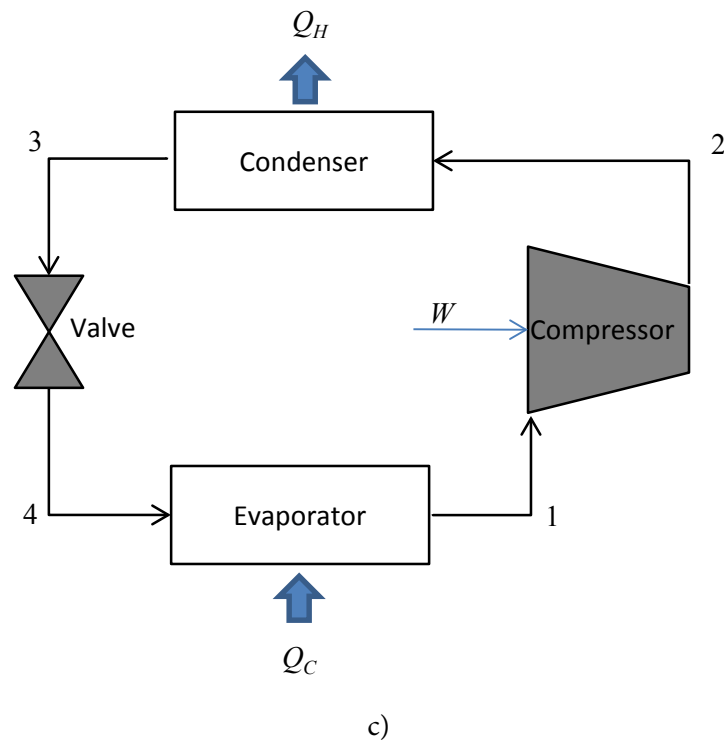 Q_H
3
2
Condenser
W
Valve
Compressor
4
Evaporator
1
Q_C
c)